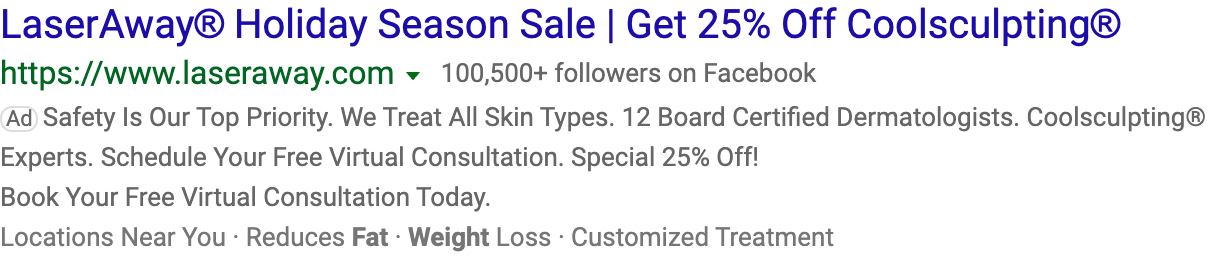 LaserAway® Holiday Season Sale | Get 25% Off Coolsculpting®
https://www.laseraway.com 100,500+ followers on Facebook
Ad Safety Is Our Top Priority. We Treat All Skin Types. 12 Board Certified Dermatologists. Coolsculpting®
Experts. Schedule Your Free Virtual Consultation. Special 25% Off!
Book Your Free Virtual Consultation Today.
Locations Near You · Reduces Fat · Weight Loss · Customized Treatment